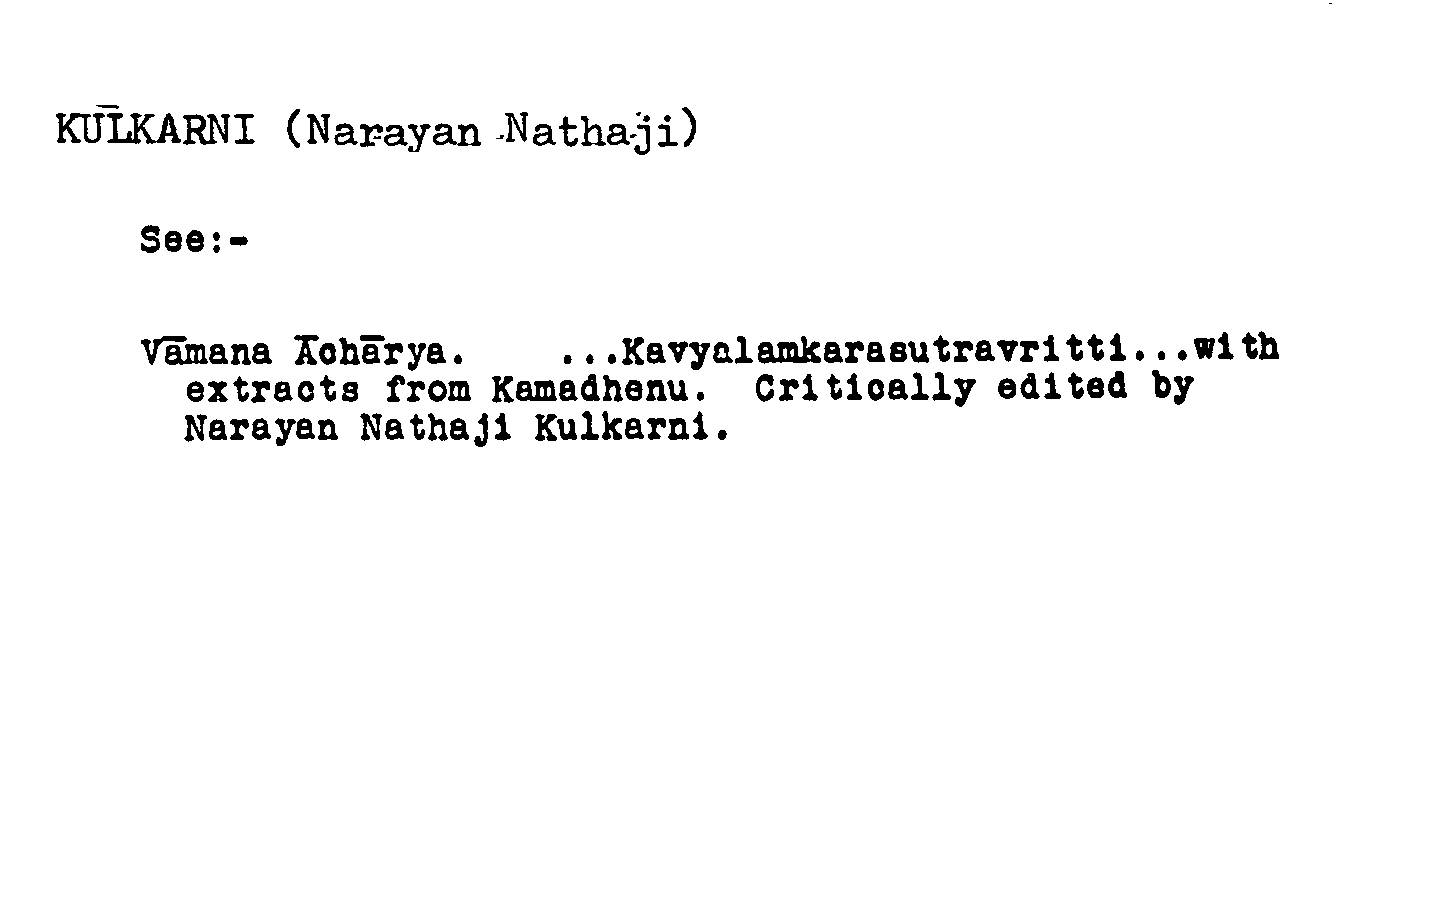 KŪLKARNI (Narayan Nathaji)
See:-
Vāmana Āchārya. ...Kavyalamkarasutravritti...with
extracts from Kamadhenu. Critically edited by
Narayan Nathaji Kulkarni.